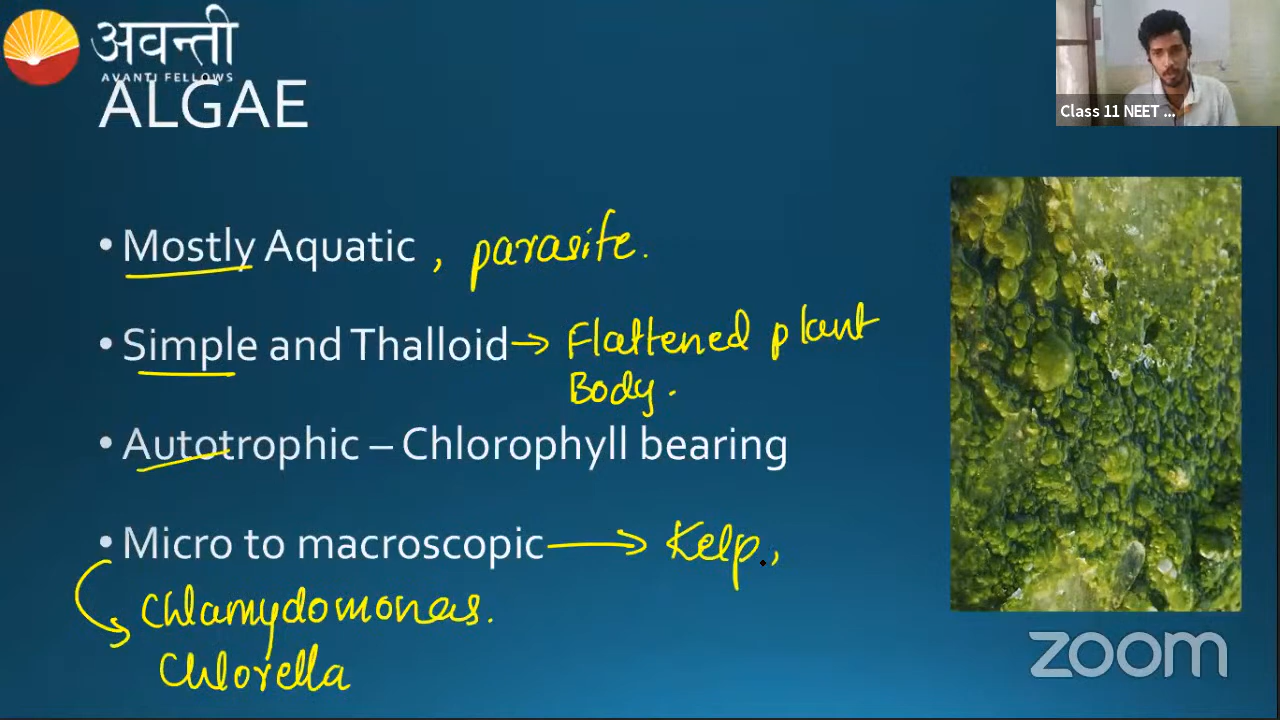 अवन्ती
AVANTI FELLOWS
ALGAE
Class 11 NEET ...
• Mostly Aquatic , parasite.
• Simple and Thalloid → Flattened plant
Body.
• Autotrophic – Chlorophyll bearing
• Micro to macroscopic → Kelp,
Chlamydomonas.
Chlorella
zoom